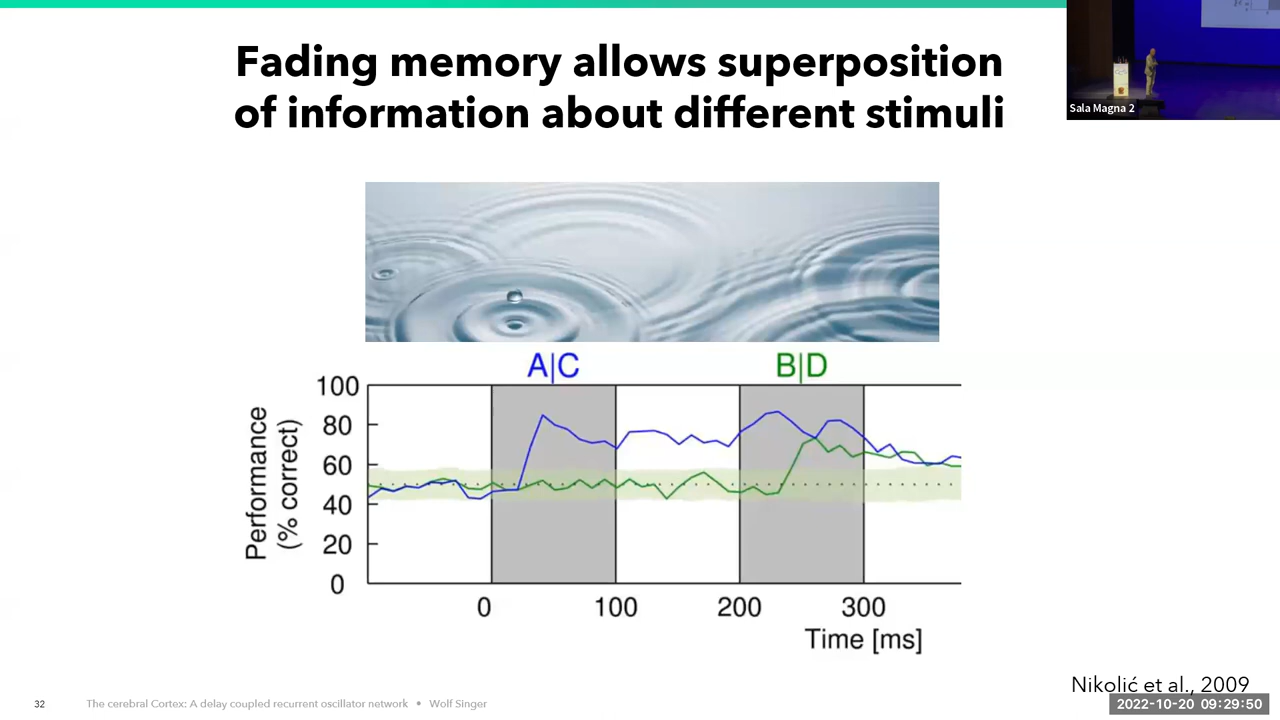 Fading memory allows superposition
of information about different stimuli
Sala Magna 2
A|C
B|D
100
80
60
40
20
0
Performance
(% correct)
0
100
200
300
Time [ms]
Nikolić et al., 2009
32
The cerebral Cortex: A delay coupled recurrent oscillator network • Wolf Singer
2022-10-20 09:29:50